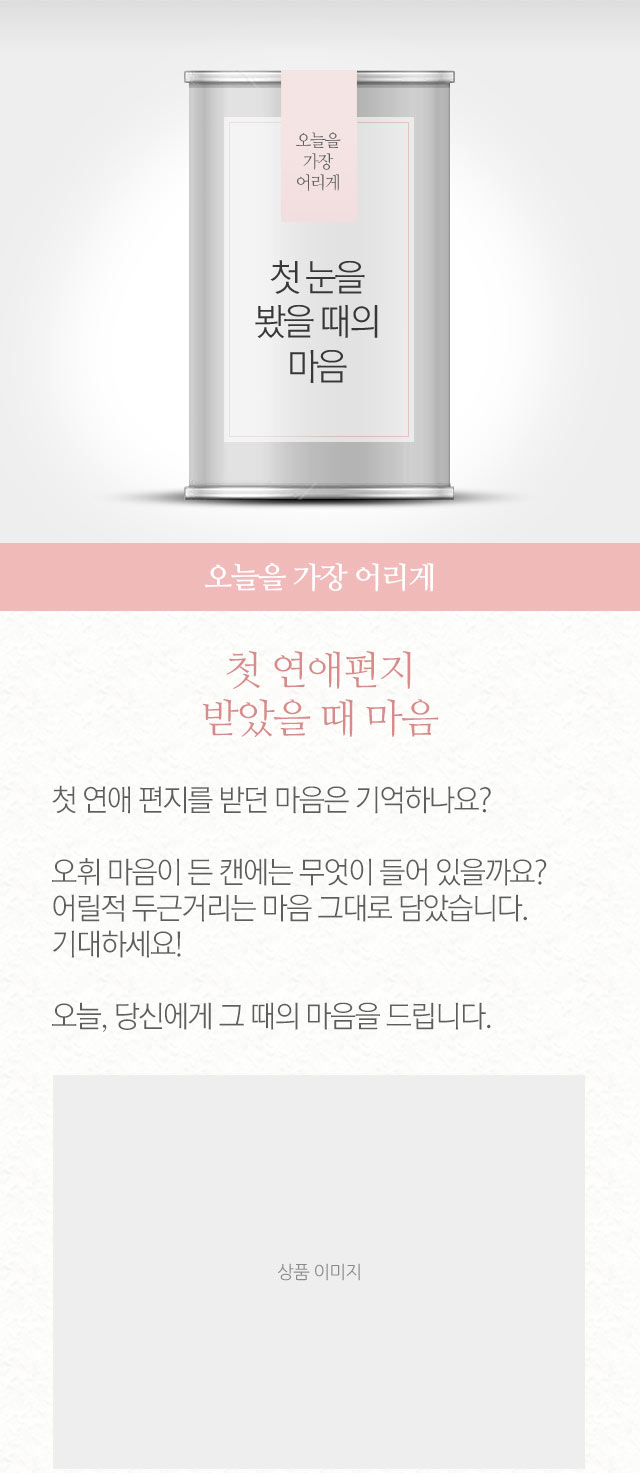 오늘을
가장
어리게
첫 눈을
봤을 때의
마음
오늘을 가장 어리게
첫 연애편지
받았을 때 마음
첫 연애 편지를 받던 마음은 기억하나요?
오휘 마음이 든 캔에는 무엇이 들어 있을까요?
어릴적 두근거리는 마음 그대로 담았습니다.
기대하세요!
오늘, 당신에게 그 때의 마음을 드립니다.
상품 이미지